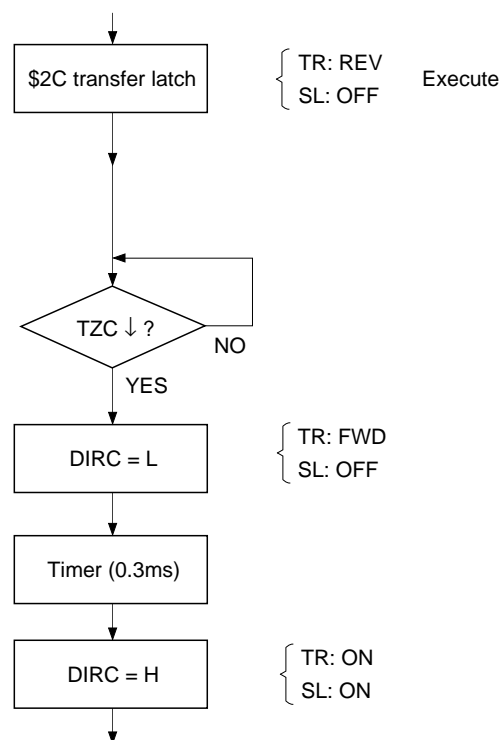 $2C transfer latch
TR: REV
SL: OFF
Execute
TZC ↓ ?
NO
YES
DIRC = L
TR: FWD
SL: OFF
Timer (0.3ms)
DIRC = H
TR: ON
SL: ON